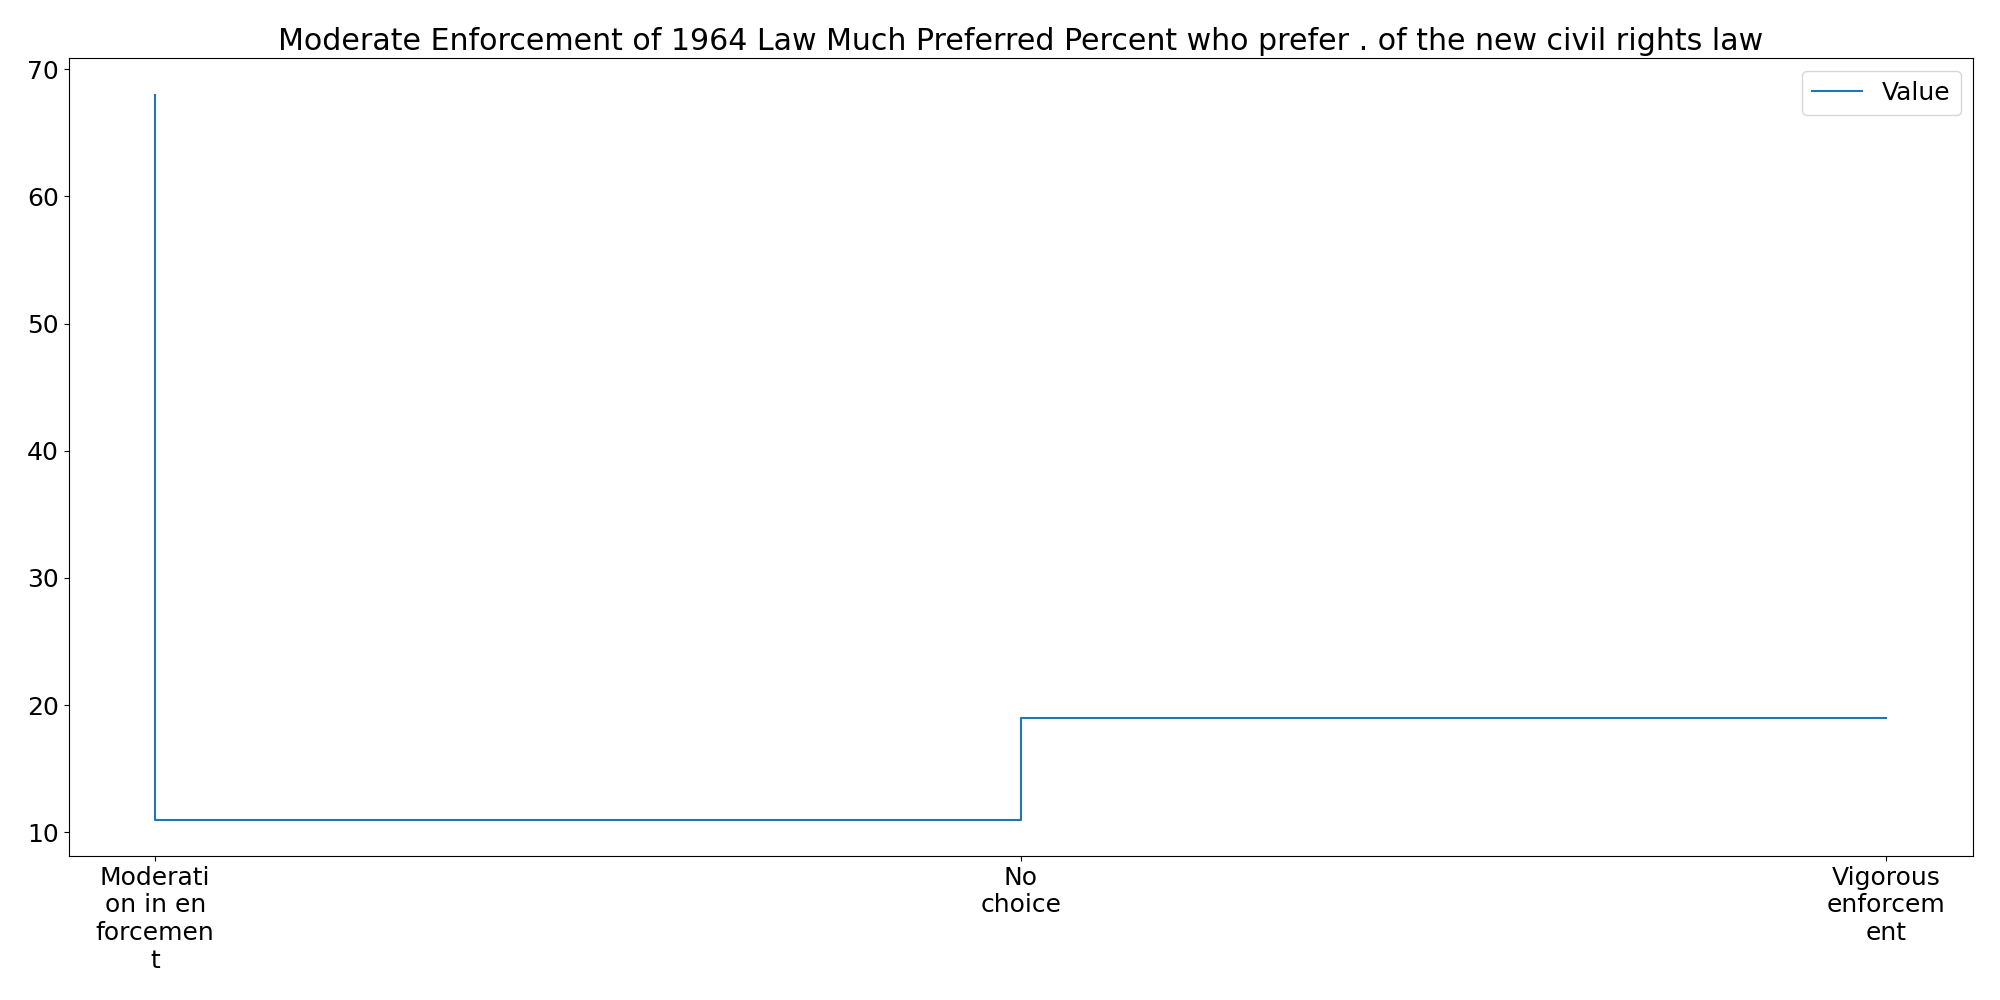 Moderate Enforcement of 1964 Law Much Preferred Percent who prefer . of the new civil rights law
Value
70
60
50
40
30
20
10
Moderati
on in en
forcemen
t
No
choice
Vigorous
enforcem
ent